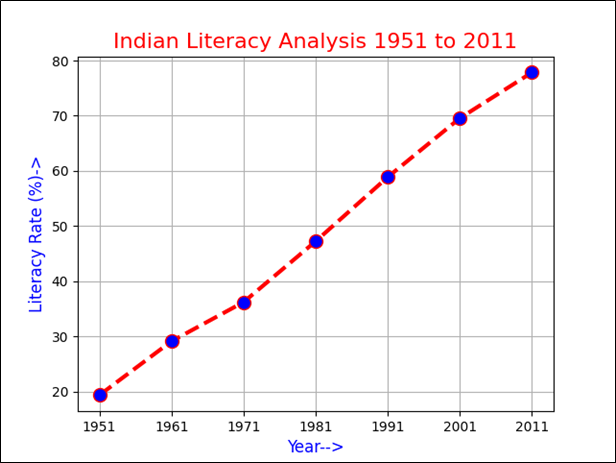 Indian Literacy Analysis 1951 to 2011
80
70
60
50
40
30
20
Literacy Rate (%)->
1951 1961 1971 1981 1991 2001 2011
Year-->